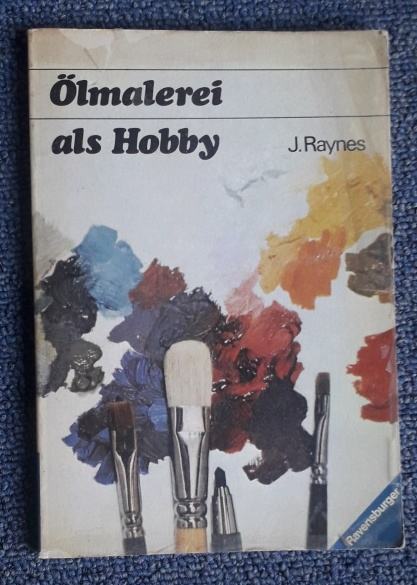 Ölmalerei
als Hobby
J. Raynes
Ravensburger